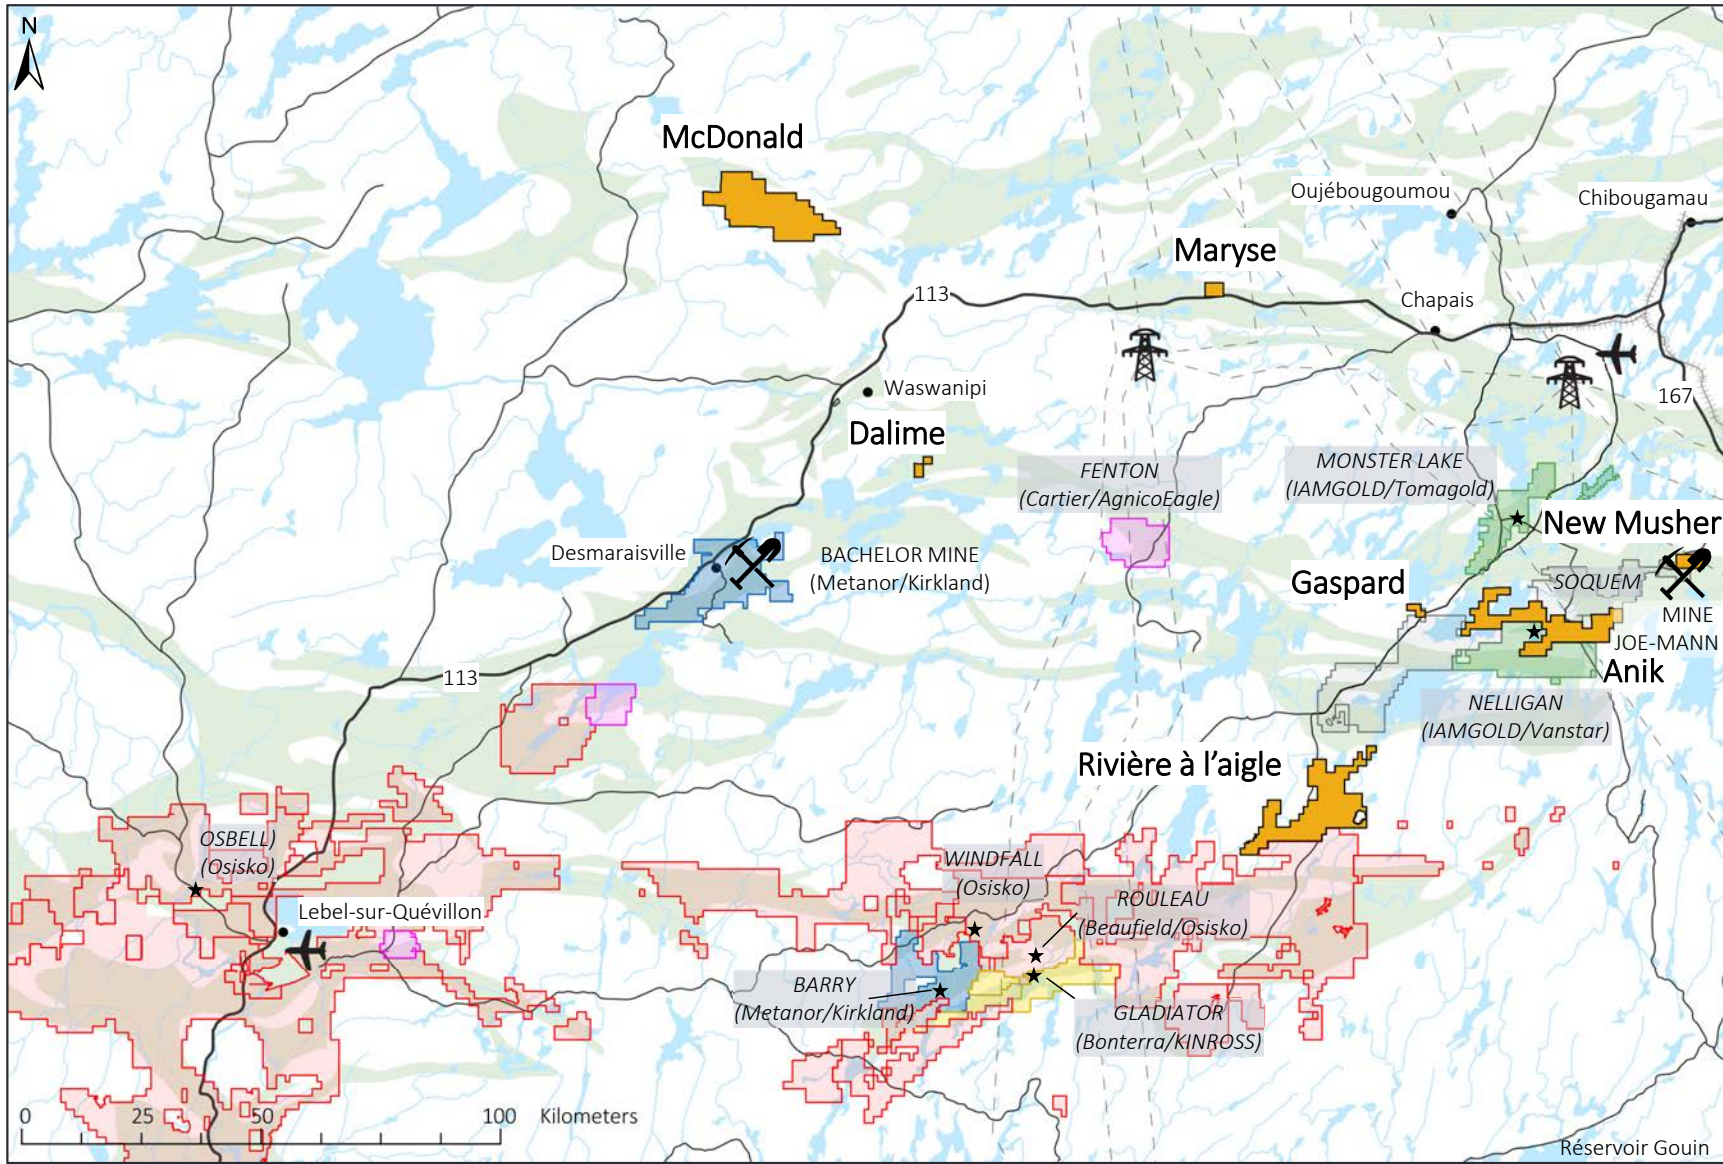 N
McDonald
Oujébougoumou
Chibougamau
Maryse
113
Chapais
Waswanipi
167
Dalime
FENTON
(Cartier/AgnicoEagle)
MONSTER LAKE
(IAMGOLD/Tomagold)
New Musher
Desmaraisville
BACHELOR MINE
(Metanor/Kirkland)
Gaspard
SOQUEM
MINE
JOE-MANN
Anik
113
NELLIGAN
(IAMGOLD/Vanstar)
Rivière à l'aigle
OSBELL)
(Osisko)
WINDFALL
(Osisko)
ROULEAU
(Beaufield/Osisko)
Lebel-sur-Quévillon
BARRY
(Metanor/Kirkland)
GLADIATOR
(Bonterra/KINROSS)
0 25 50 100 Kilometers
Réservoir Gouin